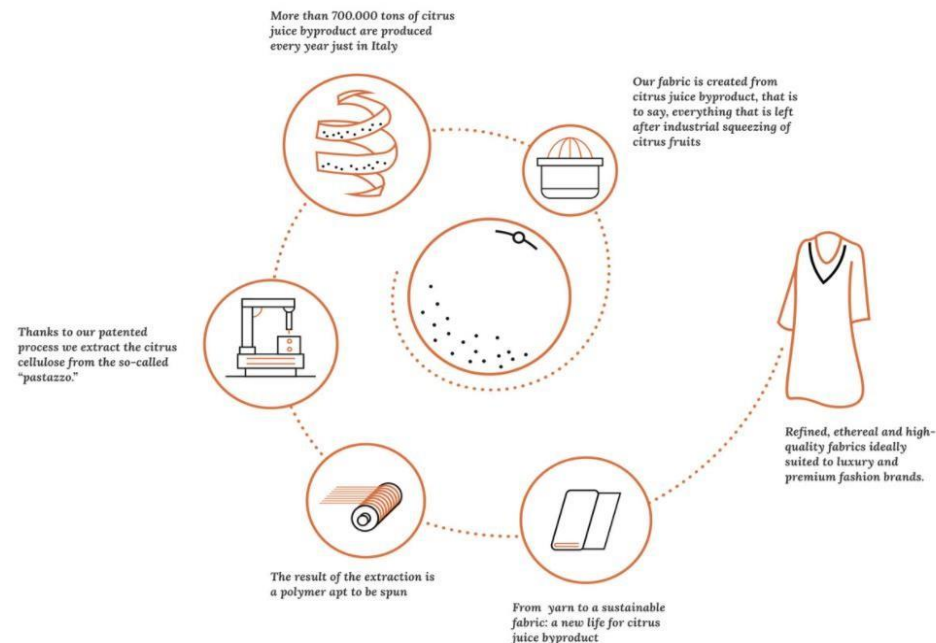 More than 700.000 tons of citrus
juice byproduct are produced
every year just in Italy
Our fabric is created from
citrus juice byproduct, that is
to say, everything that is left
after industrial squeezing of
citrus fruits
Thanks to our patented
process we extract the citrus
cellulose from the so-called
“pastazzo.”
Refined, ethereal and high-
quality fabrics ideally
suited to luxury and
premium fashion brands.
The result of the extraction is
a polymer apt to be spun
From yarn to a sustainable
fabric: a new life for citrus
juice byproduct